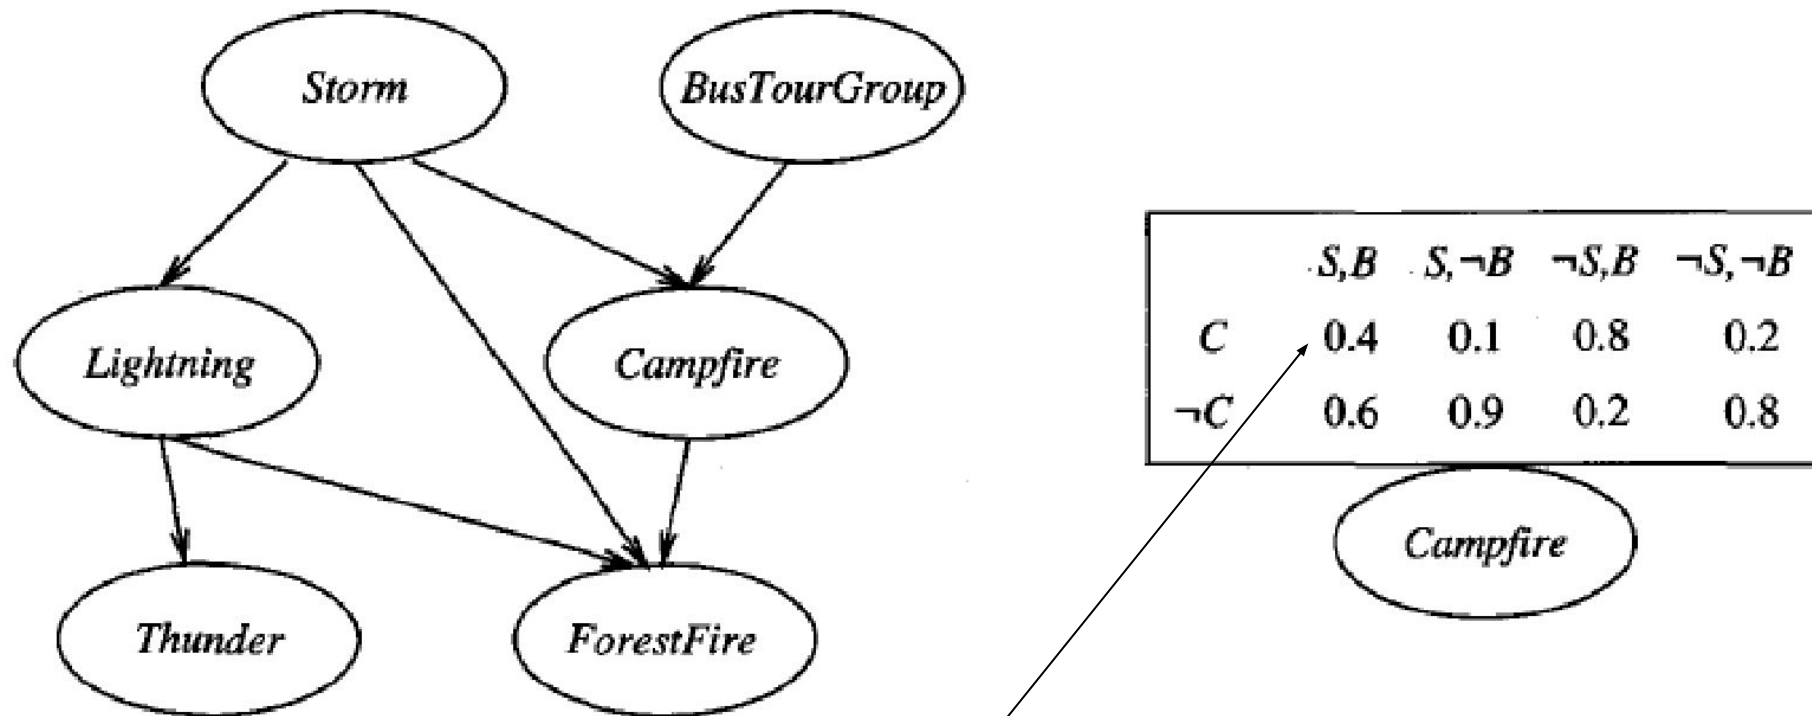 Storm
BusTourGroup
Lightning
Campfire
Thunder
ForestFire
S,B S,¬B ¬S,B ¬S,¬B
C 0.4 0.1 0.8 0.2
¬C 0.6 0.9 0.2 0.8
Campfire